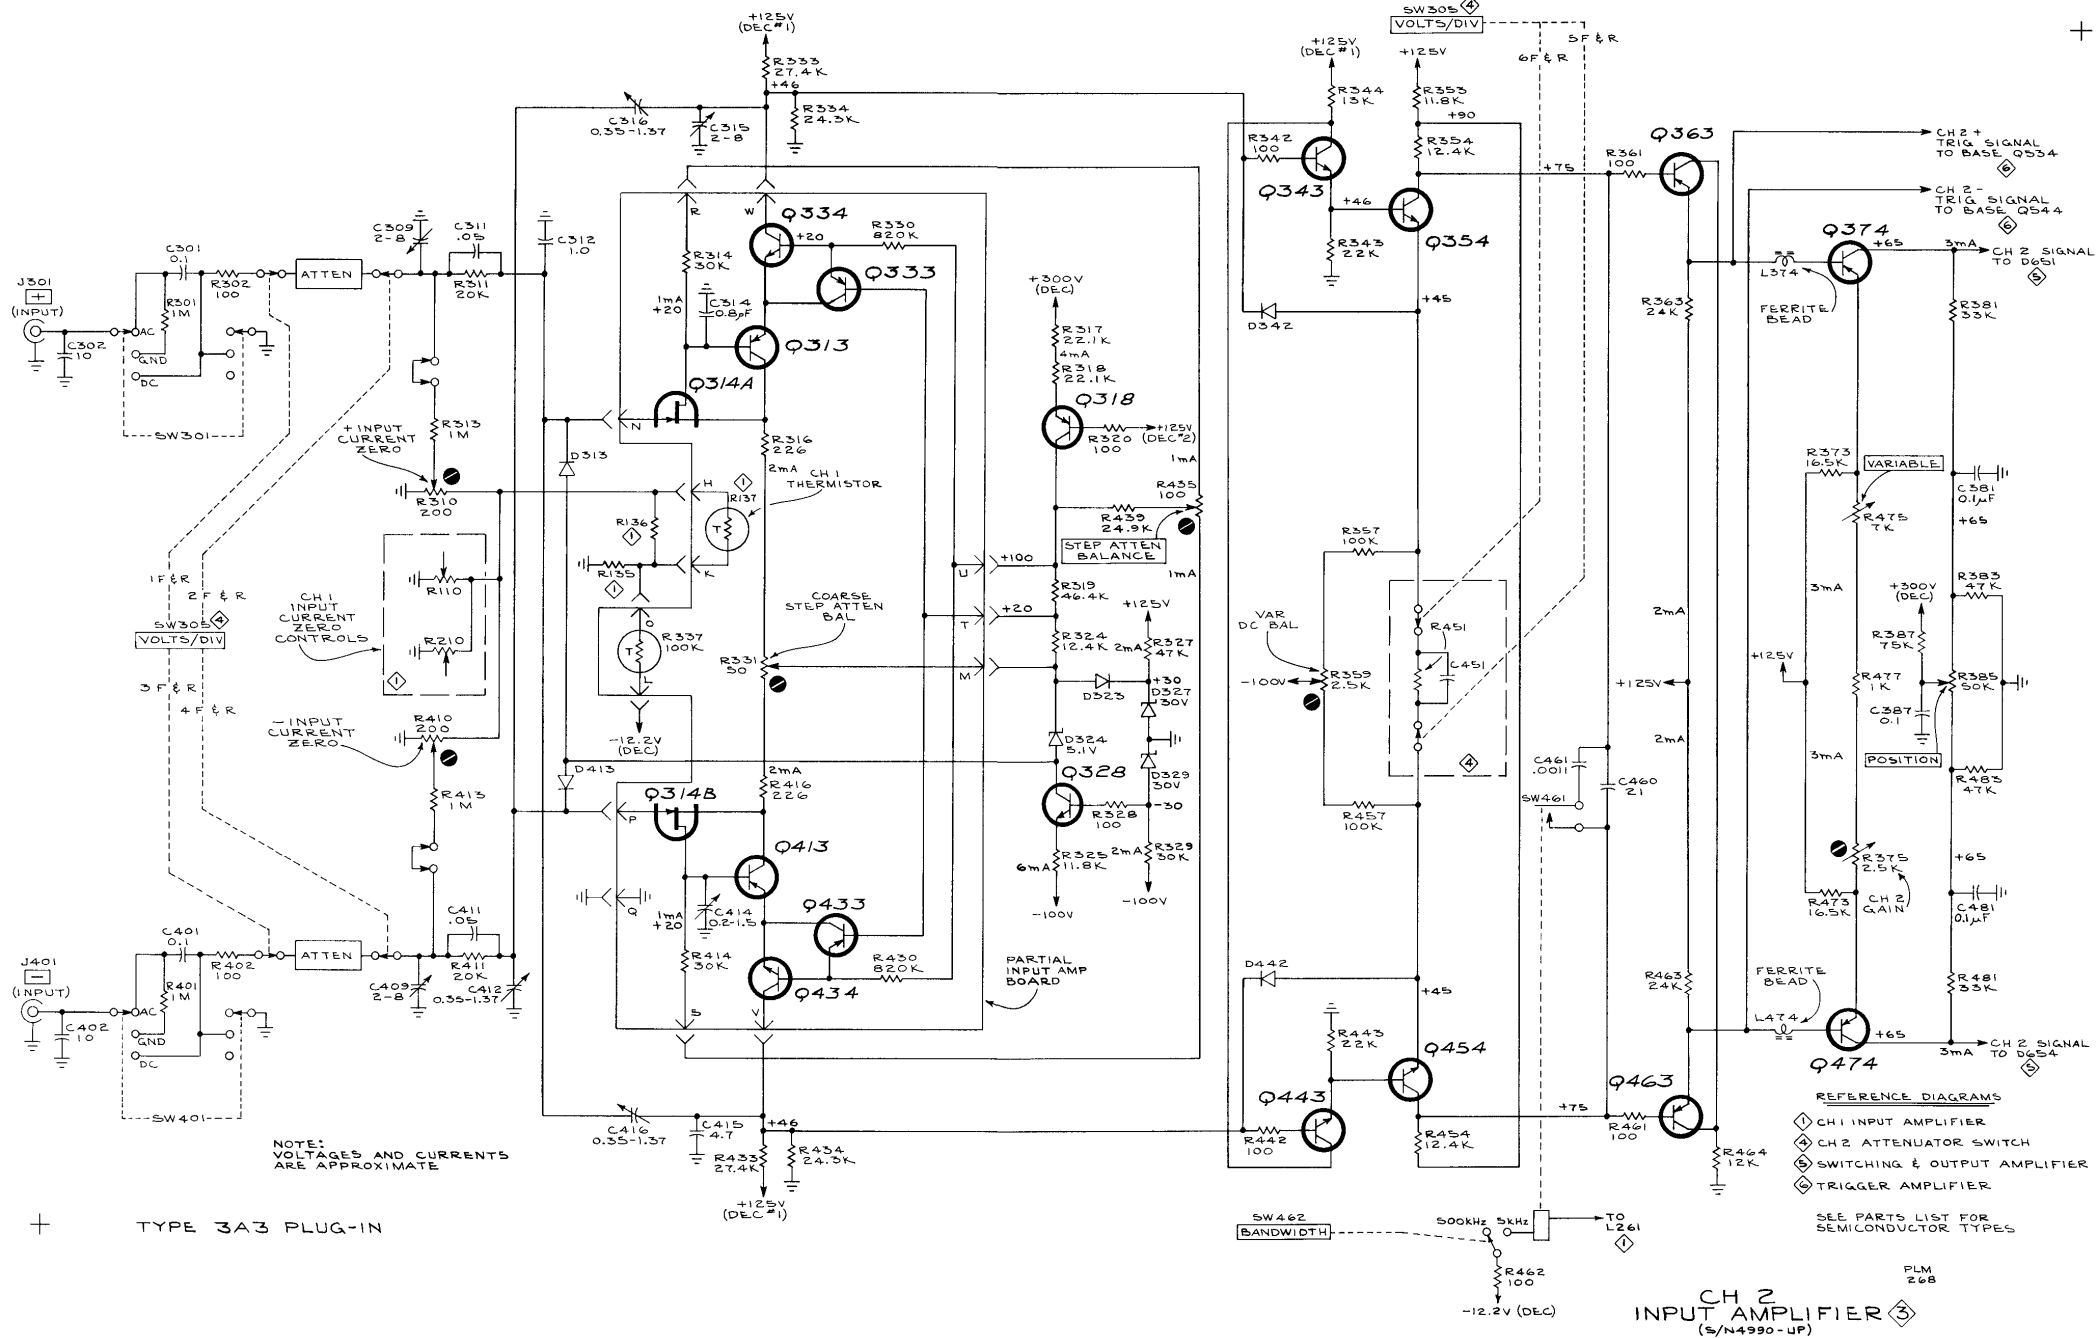 +125V
(DEC#1)
R333
27.4K
+46
R334
24.3K
C316
0.35-1.37
C315
2-8
SW305 4
VOLTS/DIV
5F & R
6F & R
+125V
(DEC#1)
+125V
R344
13K
R353
11.8K
+90
R342
100
Q343
R354
12.4K
+75
+46
Q354
R343
22K
+45
D342
R361
100
Q363
CH 2 +
TRIG SIGNAL
TO BASE Q534
6
CH 2 -
TRIG SIGNAL
TO BASE Q544
6
Q374
+65
3mA
CH 2 SIGNAL
TO D651
5
L374
FERRITE
BEAD
R363
24K
R381
33K
J301
+
(INPUT)
C302
10
AC
GND
DC
C301
0.1
R301
1M
R302
100
SW301
ATTEN
C309
2-8
C311
.05
R311
20K
C312
1.0
R
W
Q334
+20
R330
820K
Q333
R314
30K
1mA
+20
C314
0.8pF
Q313
Q314A
N
+300V
(DEC)
R317
22.1K
4mA
R318
22.1K
Q318
R320
100
+125V
(DEC#2)
1mA
R435
100
R439
24.9K
STEP ATTEN
BALANCE
1mA
+ INPUT
CURRENT
ZERO
R313
1M
R310
200
D313
R316
226
2mA
CH 1
THERMISTOR
1
R137
T
H
R136
1
K
R135
1
U
+100
R319
46.4K
T
+20
+125V
R324
12.4K
R327
47K
2mA
M
+30
D323
D327
30V
D324
5.1V
D329
30V
-30
Q328
R328
100
R325
11.8K
6mA
2mA
R329
30K
-100V
-100V
1F & R
2F & R
SW305 4
VOLTS/DIV
3F & R
4F & R
CH 1
INPUT
CURRENT
ZERO
CONTROLS
R110
R210
1
O
T
R337
100K
L
-12.2V
(DEC)
COARSE
STEP ATTEN
BAL
R331
50
- INPUT
CURRENT
ZERO
R410
200
R413
1M
D413
2mA
R416
226
Q314B
P
Q413
Q
1mA
+20
C414
0.2-1.5
Q433
R414
30K
R430
820K
Q434
S
V
PARTIAL
INPUT AMP
BOARD
VAR
DC BAL
R357
100K
-100V
R359
2.5K
R457
100K
R451
C451
4
2mA
+125V
2mA
C461
.0011
SW461
C460
21
R373
16.5K
VARIABLE
R475
7K
3mA
+125V
R477
1K
3mA
C381
0.1µF
+65
R383
47K
+300V
(DEC)
R387
75K
R385
50K
C387
0.1
POSITION
R483
47K
R375
2.5K
CH 2
GAIN
R473
16.5K
+65
C481
0.1µF
J401
-
(INPUT)
C402
10
AC
GND
DC
C401
0.1
R401
1M
R402
100
SW401
ATTEN
C409
2-8
C411
.05
R411
20K
C412
0.35-1.37
C416
0.35-1.37
C415
4.7
+46
R433
27.4K
R434
24.3K
+125V
(DEC#1)
D442
+45
R443
22K
Q454
Q443
R442
100
+75
R454
12.4K
R463
24K
FERRITE
BEAD
L474
R481
33K
+65
3mA
CH 2 SIGNAL
TO D654
5
Q474
Q463
R461
100
R464
12K
REFERENCE DIAGRAMS
1 CH 1 INPUT AMPLIFIER
4 CH 2 ATTENUATOR SWITCH
5 SWITCHING & OUTPUT AMPLIFIER
6 TRIGGER AMPLIFIER
SEE PARTS LIST FOR
SEMICONDUCTOR TYPES
NOTE:
VOLTAGES AND CURRENTS
ARE APPROXIMATE
TYPE 3A3 PLUG-IN
SW462
BANDWIDTH
500KHz 5KHz
TO
L261
1
R462
100
-12.2V (DEC)
PLM
268
CH 2
INPUT AMPLIFIER 3
(S/N4990-UP)